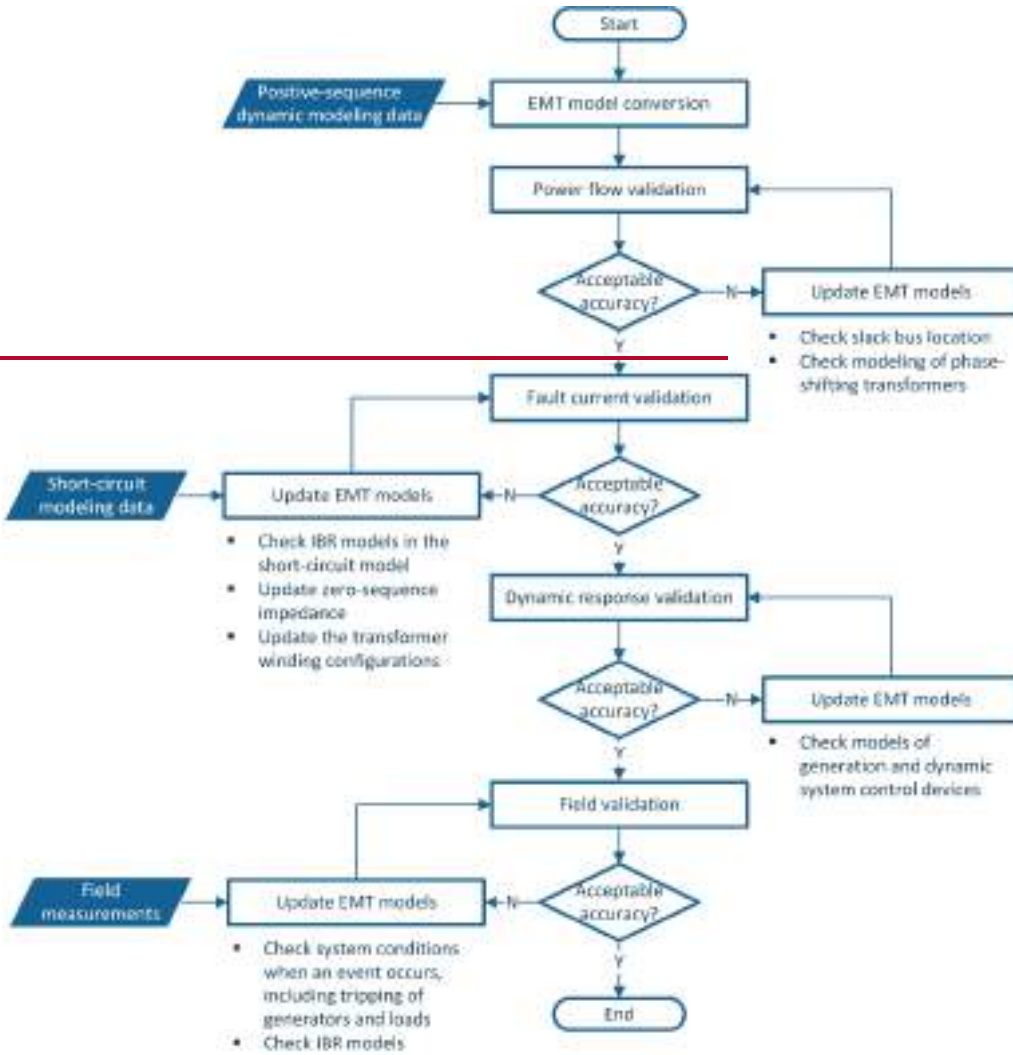 Start
Positive-sequence
dynamic modeling data
EMT model conversion
Power flow validation
Acceptable
accuracy?
N
Update EMT models
Check slack bus location
Check modeling of phase-
shifting transformers
Y
Fault current validation
Short-circuit
modeling data
Update EMT models
N
Acceptable
accuracy?
Check IBR models in the
short-circuit model
Update zero-sequence
impedance
Update the transformer
winding configurations
Y
Dynamic response validation
Acceptable
accuracy?
N
Update EMT models
Check models of
generation and dynamic
system control devices
Y
Field validation
Field
measurements
Update EMT models
N
Acceptable
accuracy?
Check system conditions
when an event occurs,
including tripping of
generators and loads
Check IBR models
Y
End